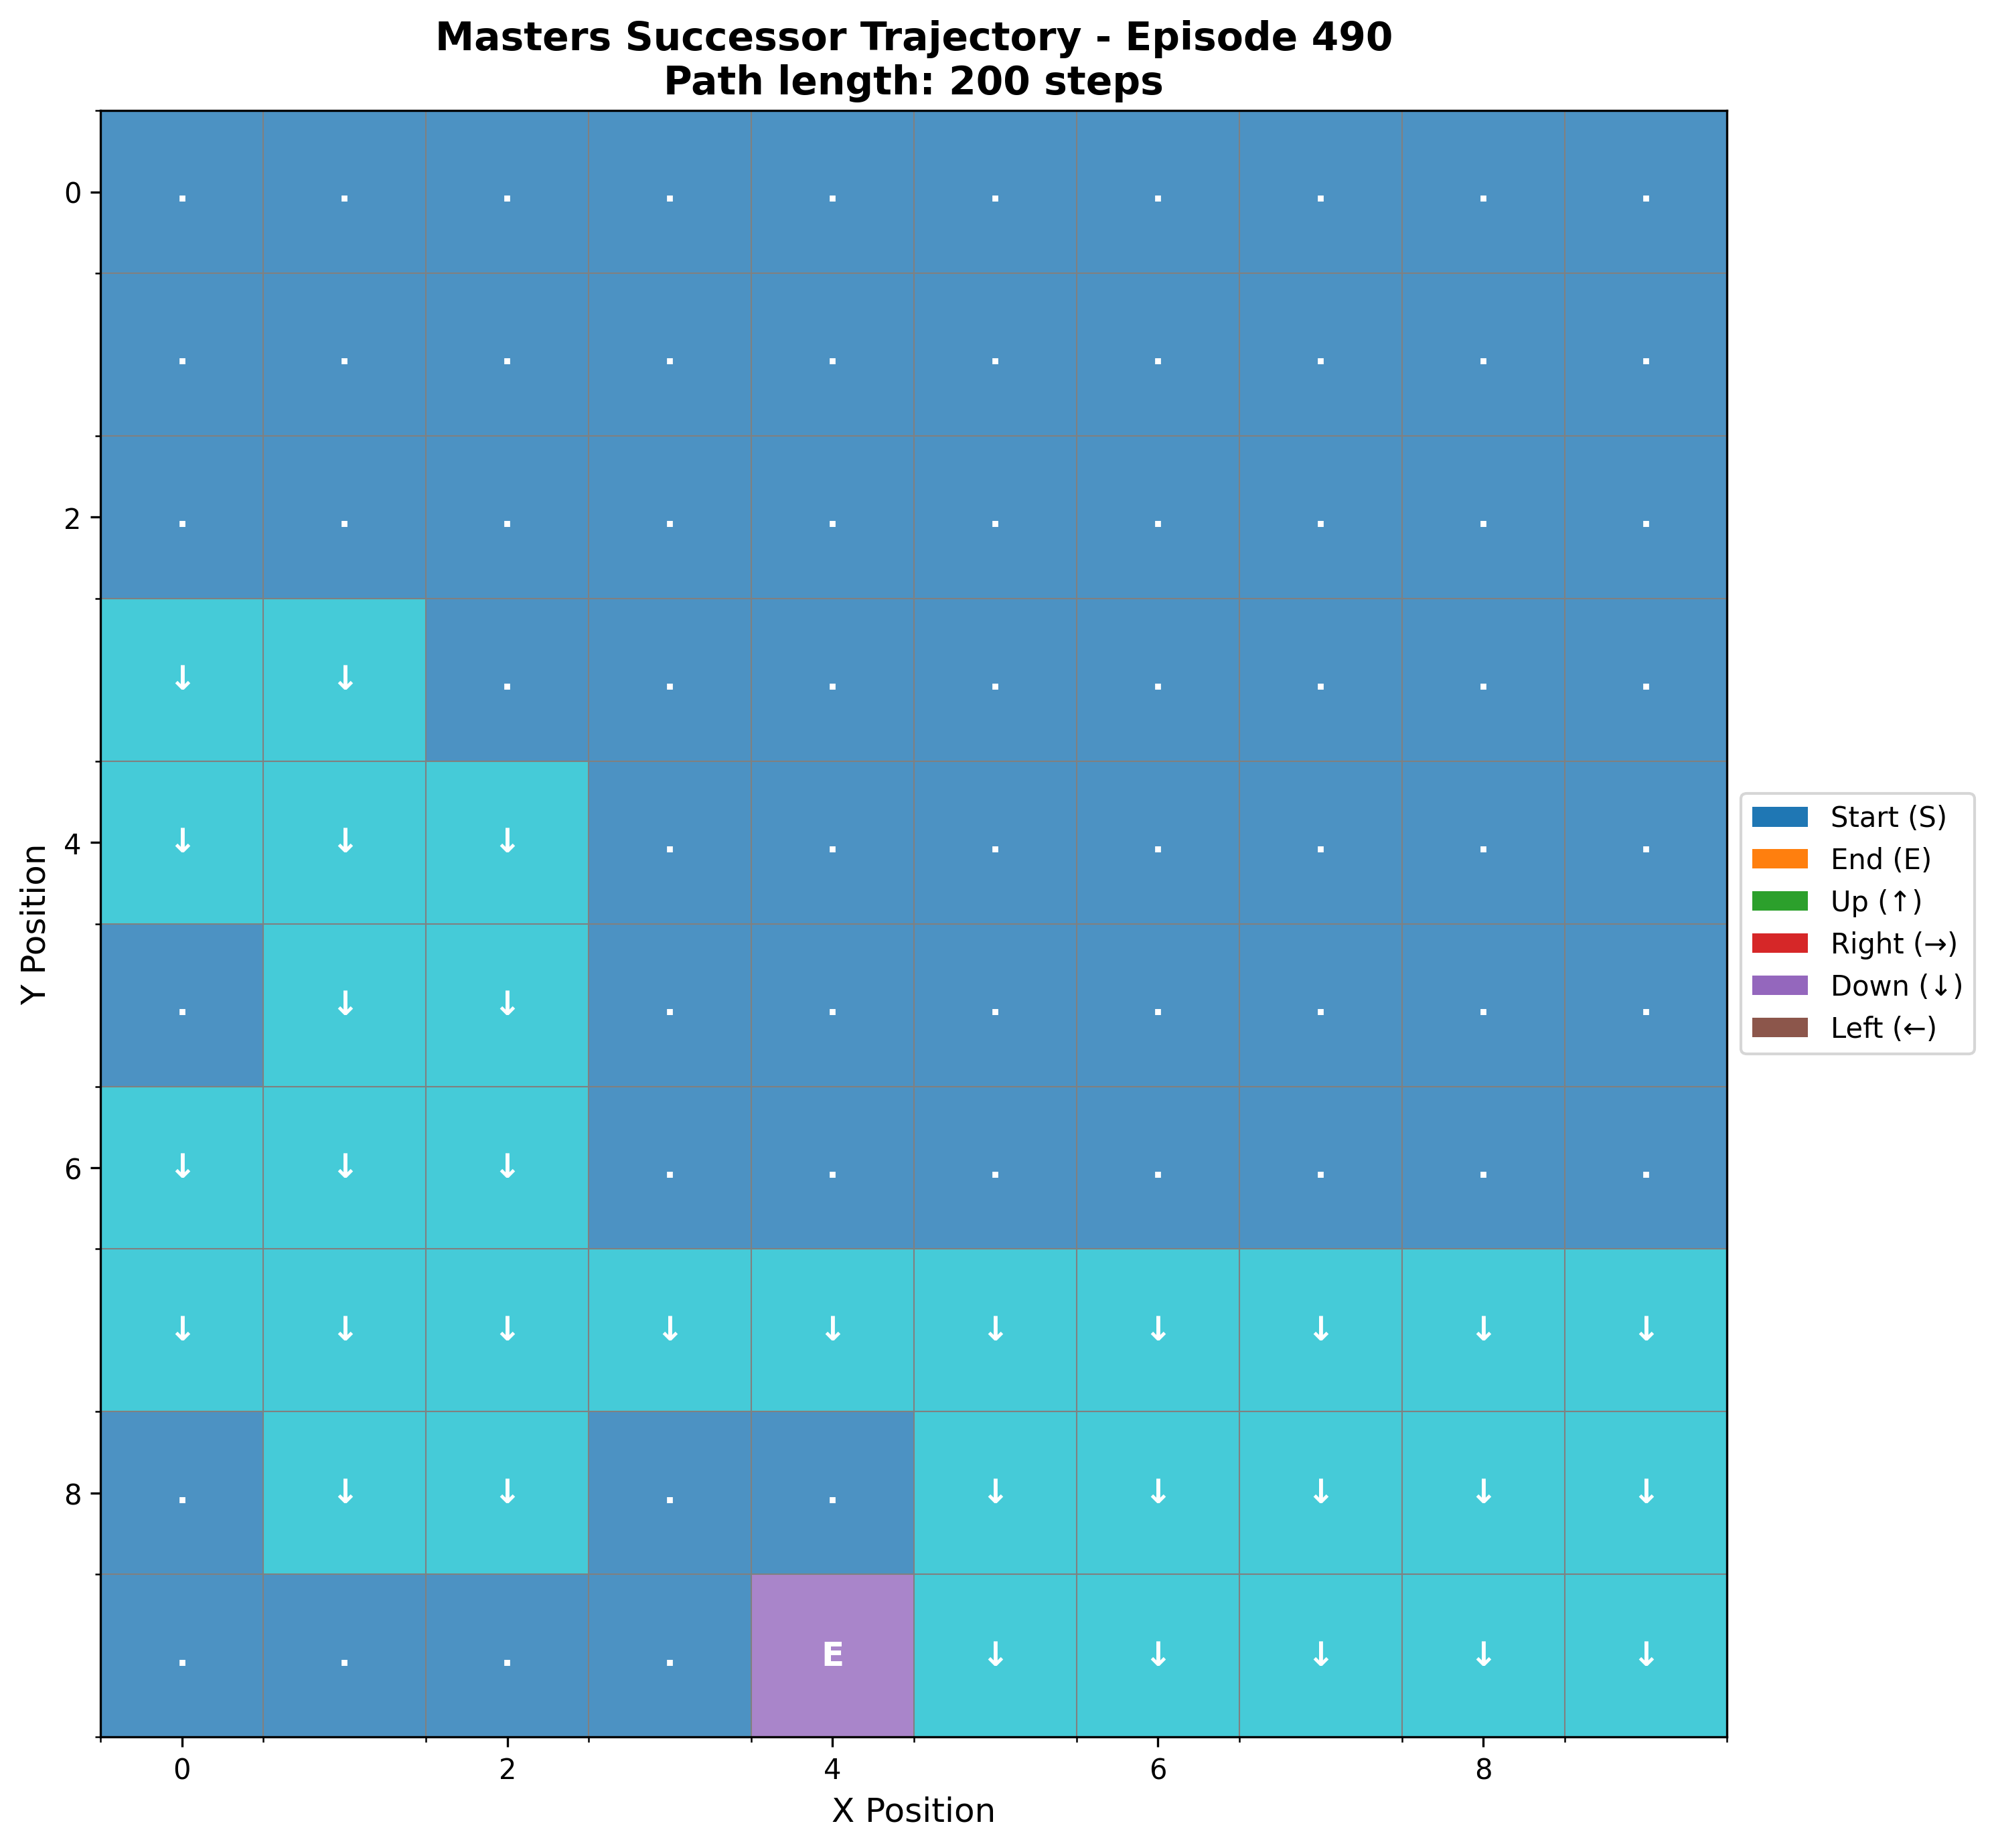 Masters Successor Trajectory - Episode 490
Path length: 200 steps
0 . . . . . . . . . .
. . . . . . . . . .
2 . . . . . . . . . .
↓ ↓ . . . . . . . .
4 ↓ ↓ ↓ . . . . . . .
. ↓ ↓ . . . . . . .
6 ↓ ↓ ↓ . . . . . . .
↓ ↓ ↓ ↓ ↓ ↓ ↓ ↓ ↓ ↓
8 . ↓ ↓ . . ↓ ↓ ↓ ↓ ↓
. . . . E ↓ ↓ ↓ ↓ ↓
0 2 4 6 8
X Position
Y Position
Start (S)
End (E)
Up (↑)
Right (→)
Down (↓)
Left (←)